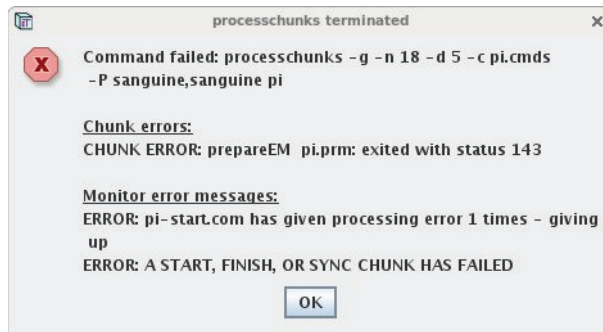 processchunks terminated
Command failed: processchunks -g -n 18 -d 5 -c pi.cmds
-P sanguine,sanguine pi
Chunk errors:
CHUNK ERROR: prepareEM pi.prm: exited with status 143
Monitor error messages:
ERROR: pi-start.com has given processing error 1 times - giving
up
ERROR: A START, FINISH, OR SYNC CHUNK HAS FAILED
OK